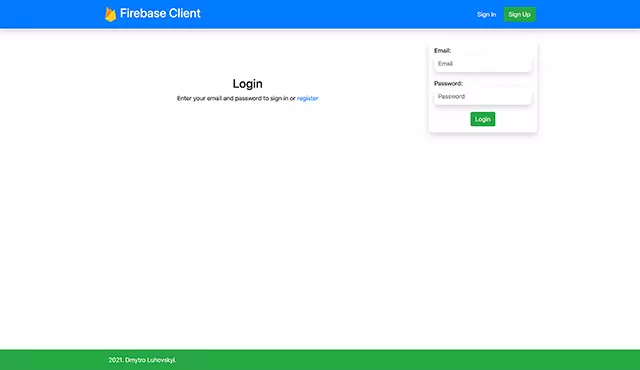 Firebase Client
Sign In
Sign Up
Login
Enter your email and password to sign in or register
Email:
Email
Password:
Password
Login
2021. Dmytro Luhovskyi.